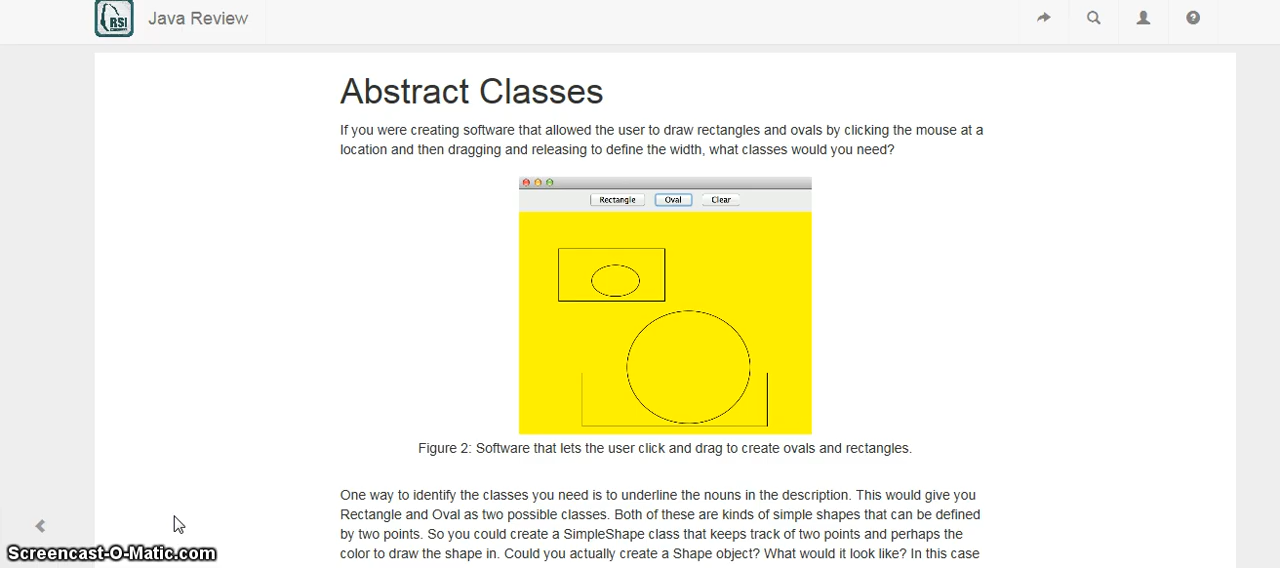 RSI
Java Review
Abstract Classes
If you were creating software that allowed the user to draw rectangles and ovals by clicking the mouse at a
location and then dragging and releasing to define the width, what classes would you need?
Rectangle Oval Clear
Figure 2: Software that lets the user click and drag to create ovals and rectangles.
One way to identify the classes you need is to underline the nouns in the description. This would give you
Rectangle and Oval as two possible classes. Both of these are kinds of simple shapes that can be defined
by two points. So you could create a SimpleShape class that keeps track of two points and perhaps the
color to draw the shape in. Could you actually create a Shape object? What would it look like? In this case
Screencast-O-Matic.com